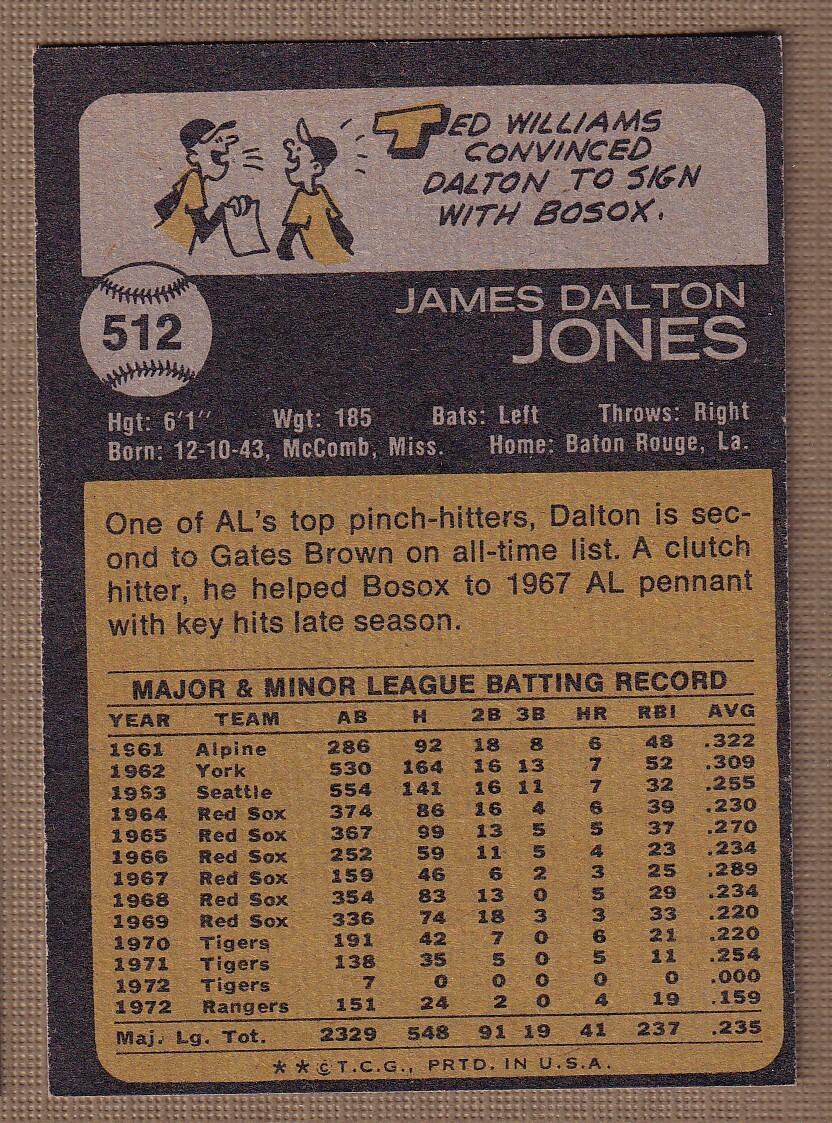 TED WILLIAMS
CONVINCED
DALTON TO SIGN
WITH BOSOX.
512
JAMES DALTON
JONES
Hgt: 6'1" Wgt: 185 Bats: Left Throws: Right
Born: 12-10-43, McComb, Miss. Home: Baton Rouge, La.
One of AL's top pinch-hitters, Dalton is sec-
ond to Gates Brown on all-time list. A clutch
hitter, he helped Bosox to 1967 AL pennant
with key hits late season.
MAJOR & MINOR LEAGUE BATTING RECORD
YEAR TEAM AB H 2B 3B HR RBI AVG
1961 Alpine 286 92 18 8 6 48 .322
1962 York 530 164 16 13 7 52 .309
1963 Seattle 554 141 16 11 7 32 .255
1964 Red Sox 374 86 16 4 6 39 .230
1965 Red Sox 367 99 13 5 5 37 .270
1966 Red Sox 252 59 11 5 4 23 .234
1967 Red Sox 159 46 6 2 3 25 .289
1968 Red Sox 354 83 13 0 5 29 .234
1969 Red Sox 336 74 18 3 3 33 .220
1970 Tigers 191 42 7 0 6 21 .220
1971 Tigers 138 35 5 0 5 11 .254
1972 Tigers 7 0 0 0 0 0 .000
1972 Rangers 151 24 2 0 4 19 .159
Maj. Lg. Tot. 2329 548 91 19 41 237 .235
**©T.C.G., PRTD. IN U.S.A.